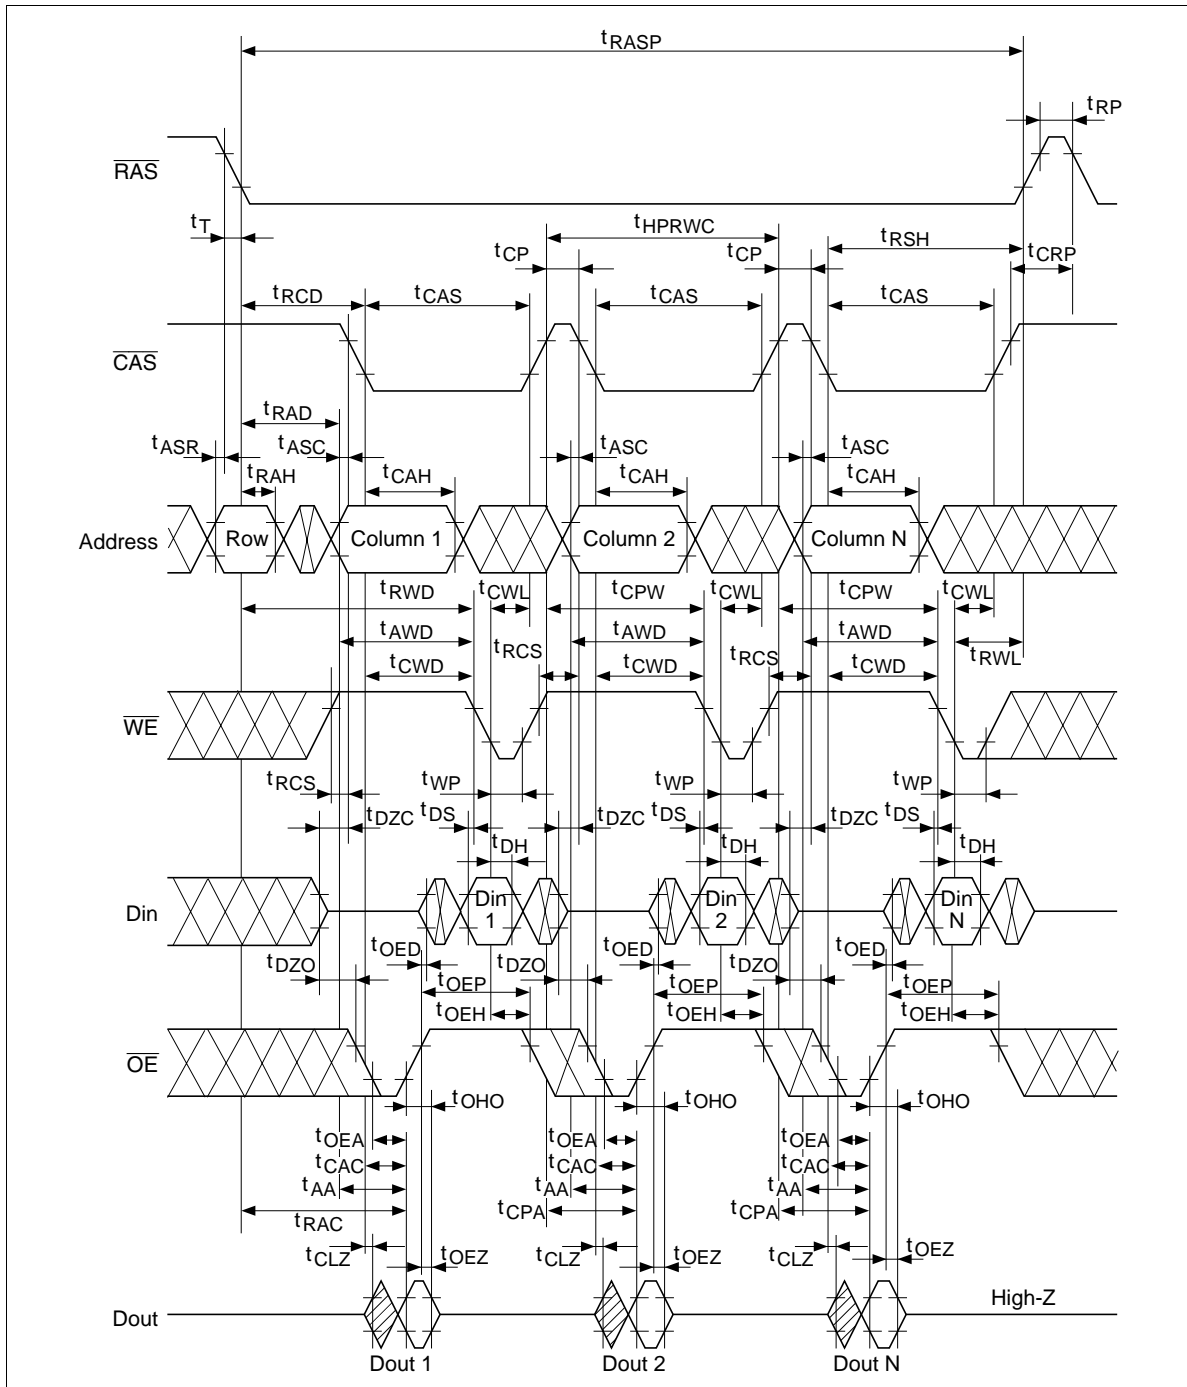 tRASP
tRP
RAS
tT
tHPRWC
tRSH
tCP
tCP
tCRP
tRCD
tCAS
tCAS
tCAS
CAS
tRAD
tASR
tASC
tASC
tASC
tRAH
tCAH
tCAH
tCAH
Address
Row
Column 1
Column 2
Column N
tRWD
tCWL
tCPW
tCWL
tCPW
tCWL
tAWD
tAWD
tAWD
tRCS
tRCS
tRWL
tCWD
tCWD
tCWD
WE
tRCS
tWP
tWP
tWP
tDZC
tDS
tDZC
tDS
tDZC
tDS
tDH
tDH
tDH
Din
Din 1
Din 2
Din N
tOED
tOED
tOED
tDZO
tDZO
tDZO
tOEP
tOEP
tOEP
tOEH
tOEH
tOEH
OE
tOHO
tOHO
tOHO
tOEA
tOEA
tOEA
tCAC
tCAC
tCAC
tAA
tAA
tAA
tRAC
tCPA
tCPA
tCLZ
tOEZ
tCLZ
tOEZ
tCLZ
tOEZ
High-Z
Dout
Dout 1
Dout 2
Dout N